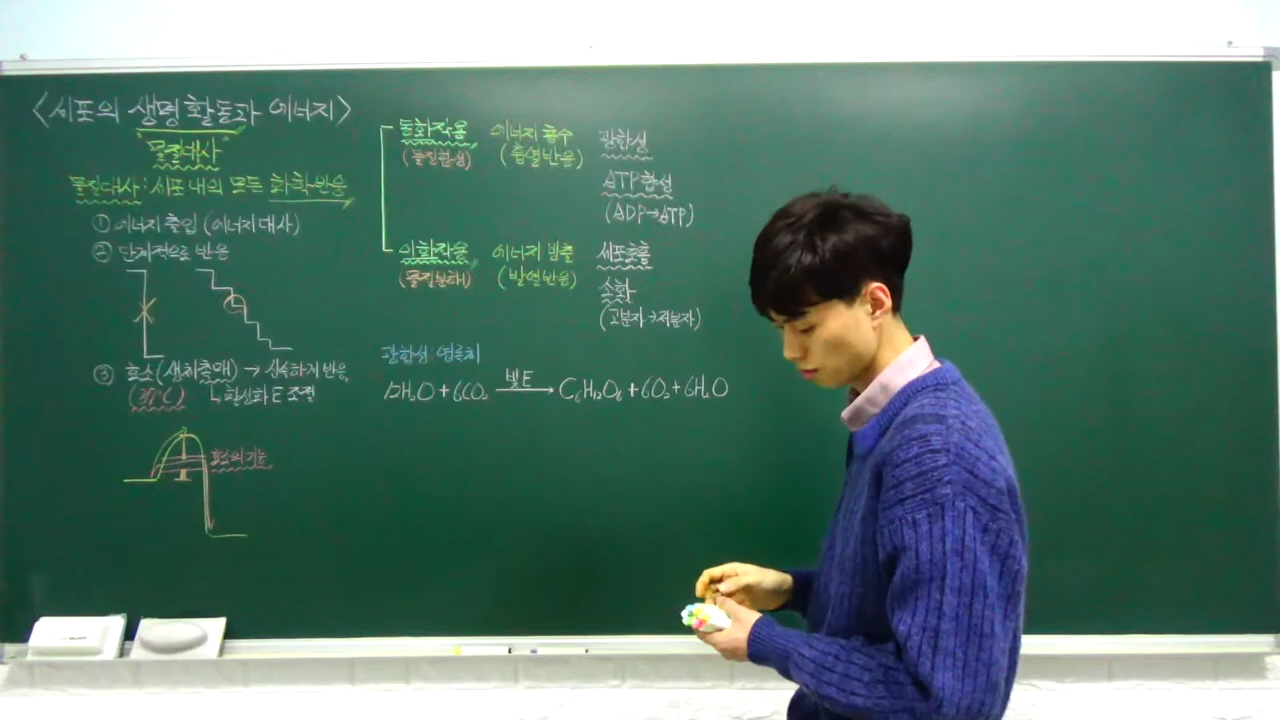 <세포의 생명 활동과 에너지>
물질대사
물질대사 : 세포 내의 모든 화학반응
① 에너지 출입 (에너지 대사)
② 단계적으로 반응
③ 효소 (생체촉매) → 신속하게 반응.
(37°C) ↳ 활성화 E 조절
효소의 기능
동화작용 에너지 흡수 광합성
(물질합성) (흡열반응)
ATP 합성
(ADP→ATP)
이화작용 에너지 방출 세포호흡
(물질분해) (발열반응)
소화
(고분자→저분자)
광합성 : 엽록체
12H₂O + 6CO₂ 빛E → C₆H₁₂O₆ + 6O₂ + 6H₂O